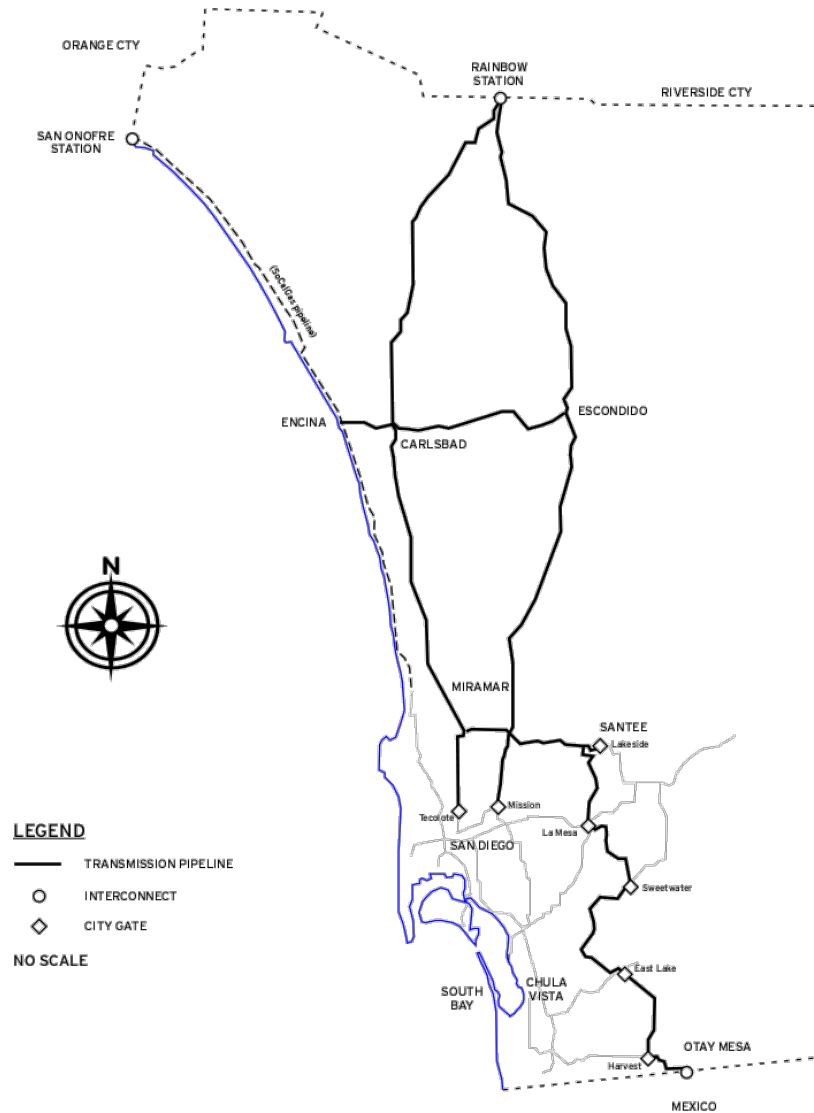 ORANGE CTY
RAINBOW
STATION
RIVERSIDE CTY
SAN ONOFRE
STATION
(SoCalGas pipeline)
ENCINA
ESCONDIDO
CARLSBAD
N
MIRAMAR
SANTEE
Lakeside
Tecolote
Mission
La Mesa
SAN DIEGO
Sweetwater
LEGEND
TRANSMISSION PIPELINE
INTERCONNECT
CITY GATE
NO SCALE
East Lake
SOUTH
BAY
CHULA
VISTA
OTAY MESA
Harvest
MEXICO